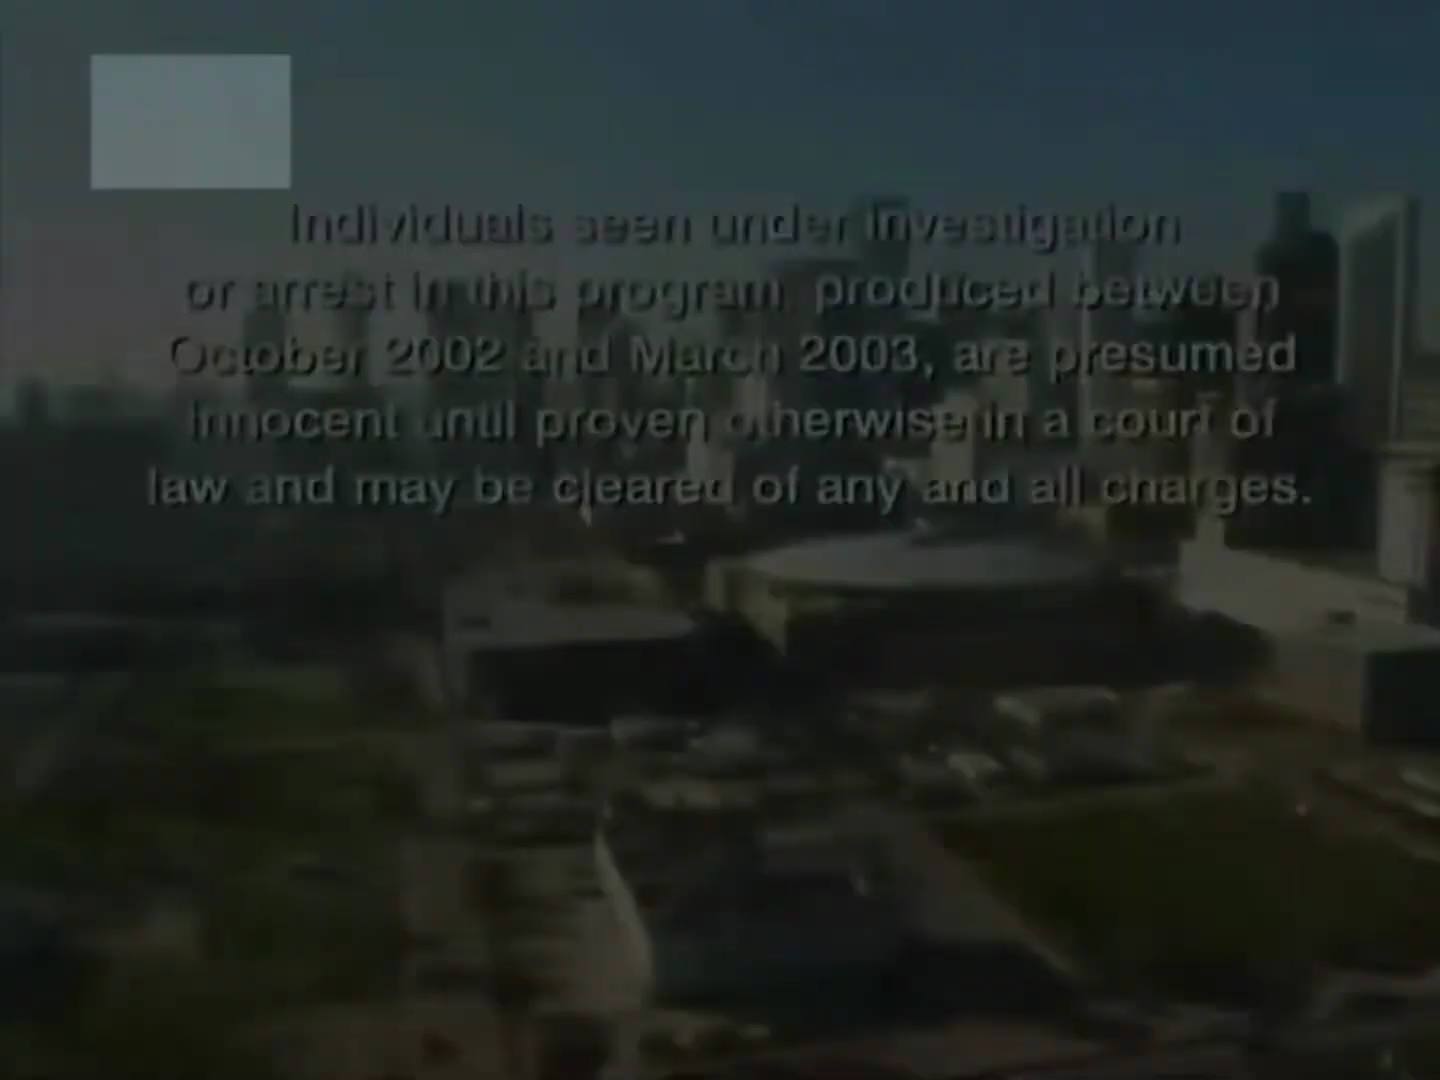 Individuals seen under investigation
or arrest in this program, produced between
October 2002 and March 2003, are presumed
innocent until proven otherwise in a court of
law and may be cleared of any and all charges.